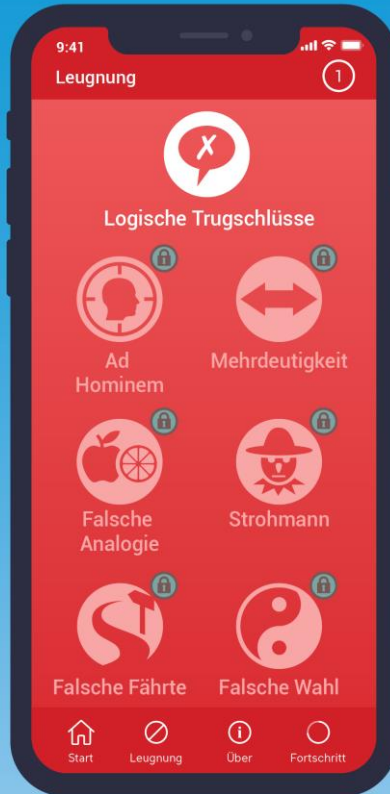 9:41
Leugnung
1
X
Logische Trugschlüsse
Ad
Hominem
Mehrdeutigkeit
Falsche
Analogie
Strohmann
Falsche Fährte
Falsche Wahl
Start
Leugnung
Über
Fortschritt